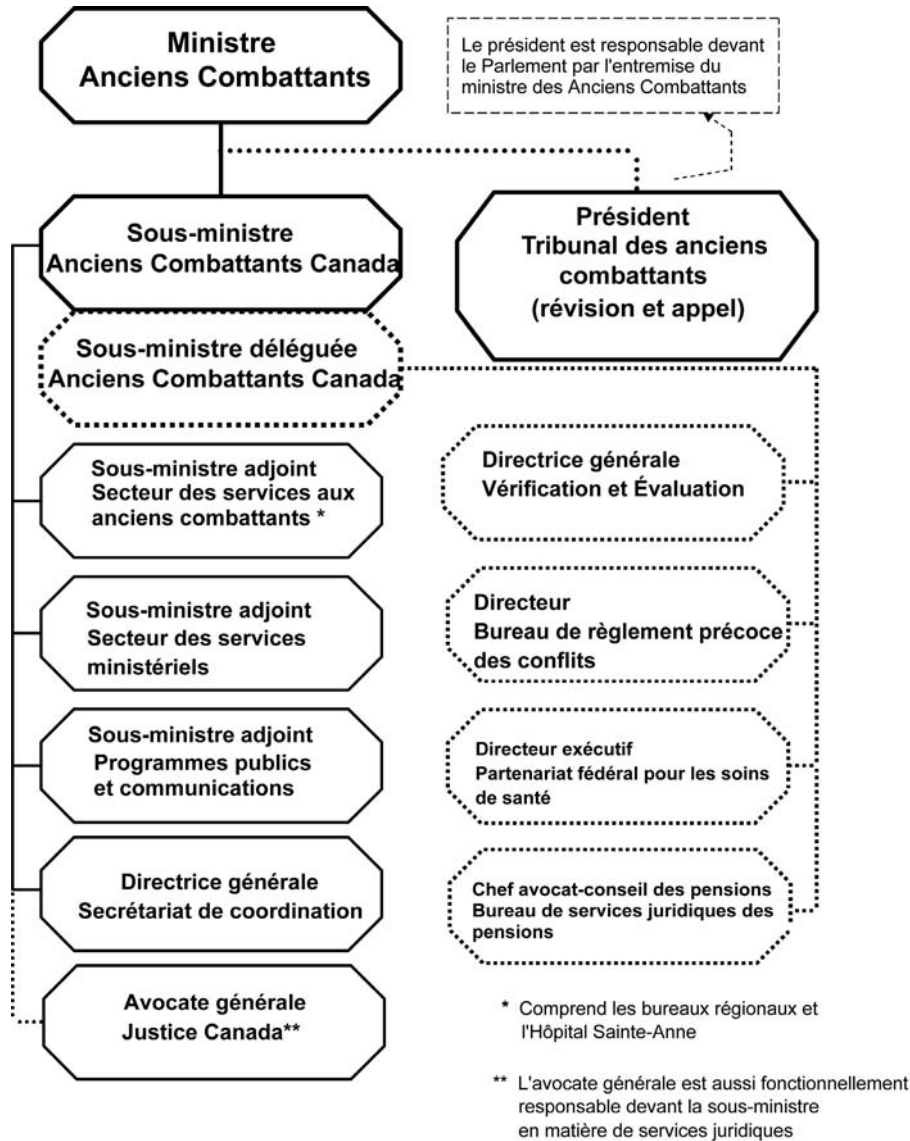 Ministre
Anciens Combattants
Le président est responsable devant
le Parlement par l'entremise du
ministre des Anciens Combattants
Sous-ministre
Anciens Combattants Canada
Président
Tribunal des anciens
combattants
(révision et appel)
Sous-ministre déléguée
Anciens Combattants Canada
Sous-ministre adjoint
Secteur des services aux
anciens combattants *
Sous-ministre adjoint
Secteur des services
ministériels
Sous-ministre adjoint
Programmes publics
et communications
Directrice générale
Secrétariat de coordination
Avocate générale
Justice Canada**
Directrice générale
Vérification et Évaluation
Directeur
Bureau de règlement précoce
des conflits
Directeur exécutif
Partenariat fédéral pour les soins
de santé
Chef avocat-conseil des pensions
Bureau de services juridiques des
pensions
* Comprend les bureaux régionaux et
l'Hôpital Sainte-Anne
** L'avocate générale est aussi fonctionnellement
responsable devant la sous-ministre
en matière de services juridiques